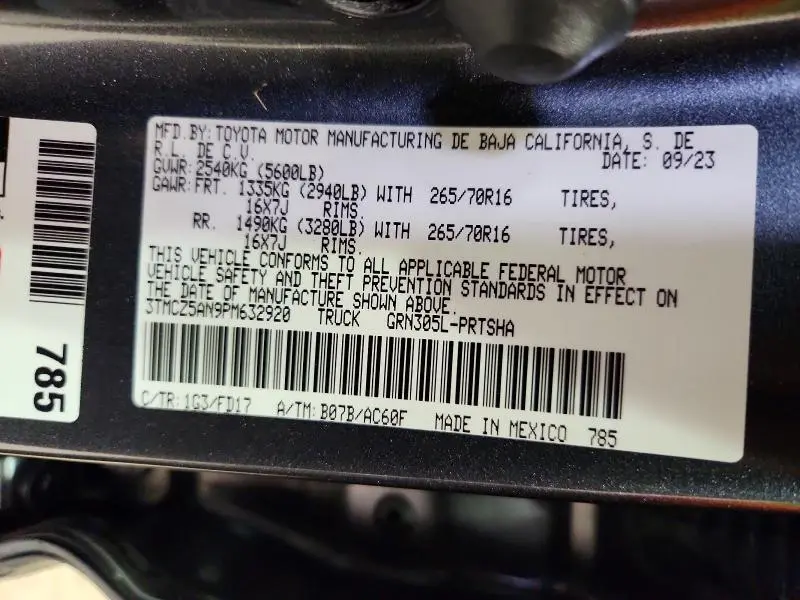 MFD.BY:TOYOTA MOTOR MANUFACTURING DE BAJA CALIFORNIA, S. DE
R.L. DE C.V. DATE: 09/23
GVWR:2540KG (5600LB)
GAWR:FRT. 1335KG (2940LB) WITH 265/70R16 TIRES,
16X7J RIMS.
RR. 1490KG (3280LB) WITH 265/70R16 TIRES,
16X7J RIMS.
THIS VEHICLE CONFORMS TO ALL APPLICABLE FEDERAL MOTOR
VEHICLE SAFETY AND THEFT PREVENTION STANDARDS IN EFFECT ON
THE DATE OF MANUFACTURE SHOWN ABOVE.
3TMCZ5AN9PM632920 TRUCK GRN305L-PRTSHA
C/TR:1G3/FD17 A/TM:B07B/AC60F MADE IN MEXICO 785
785